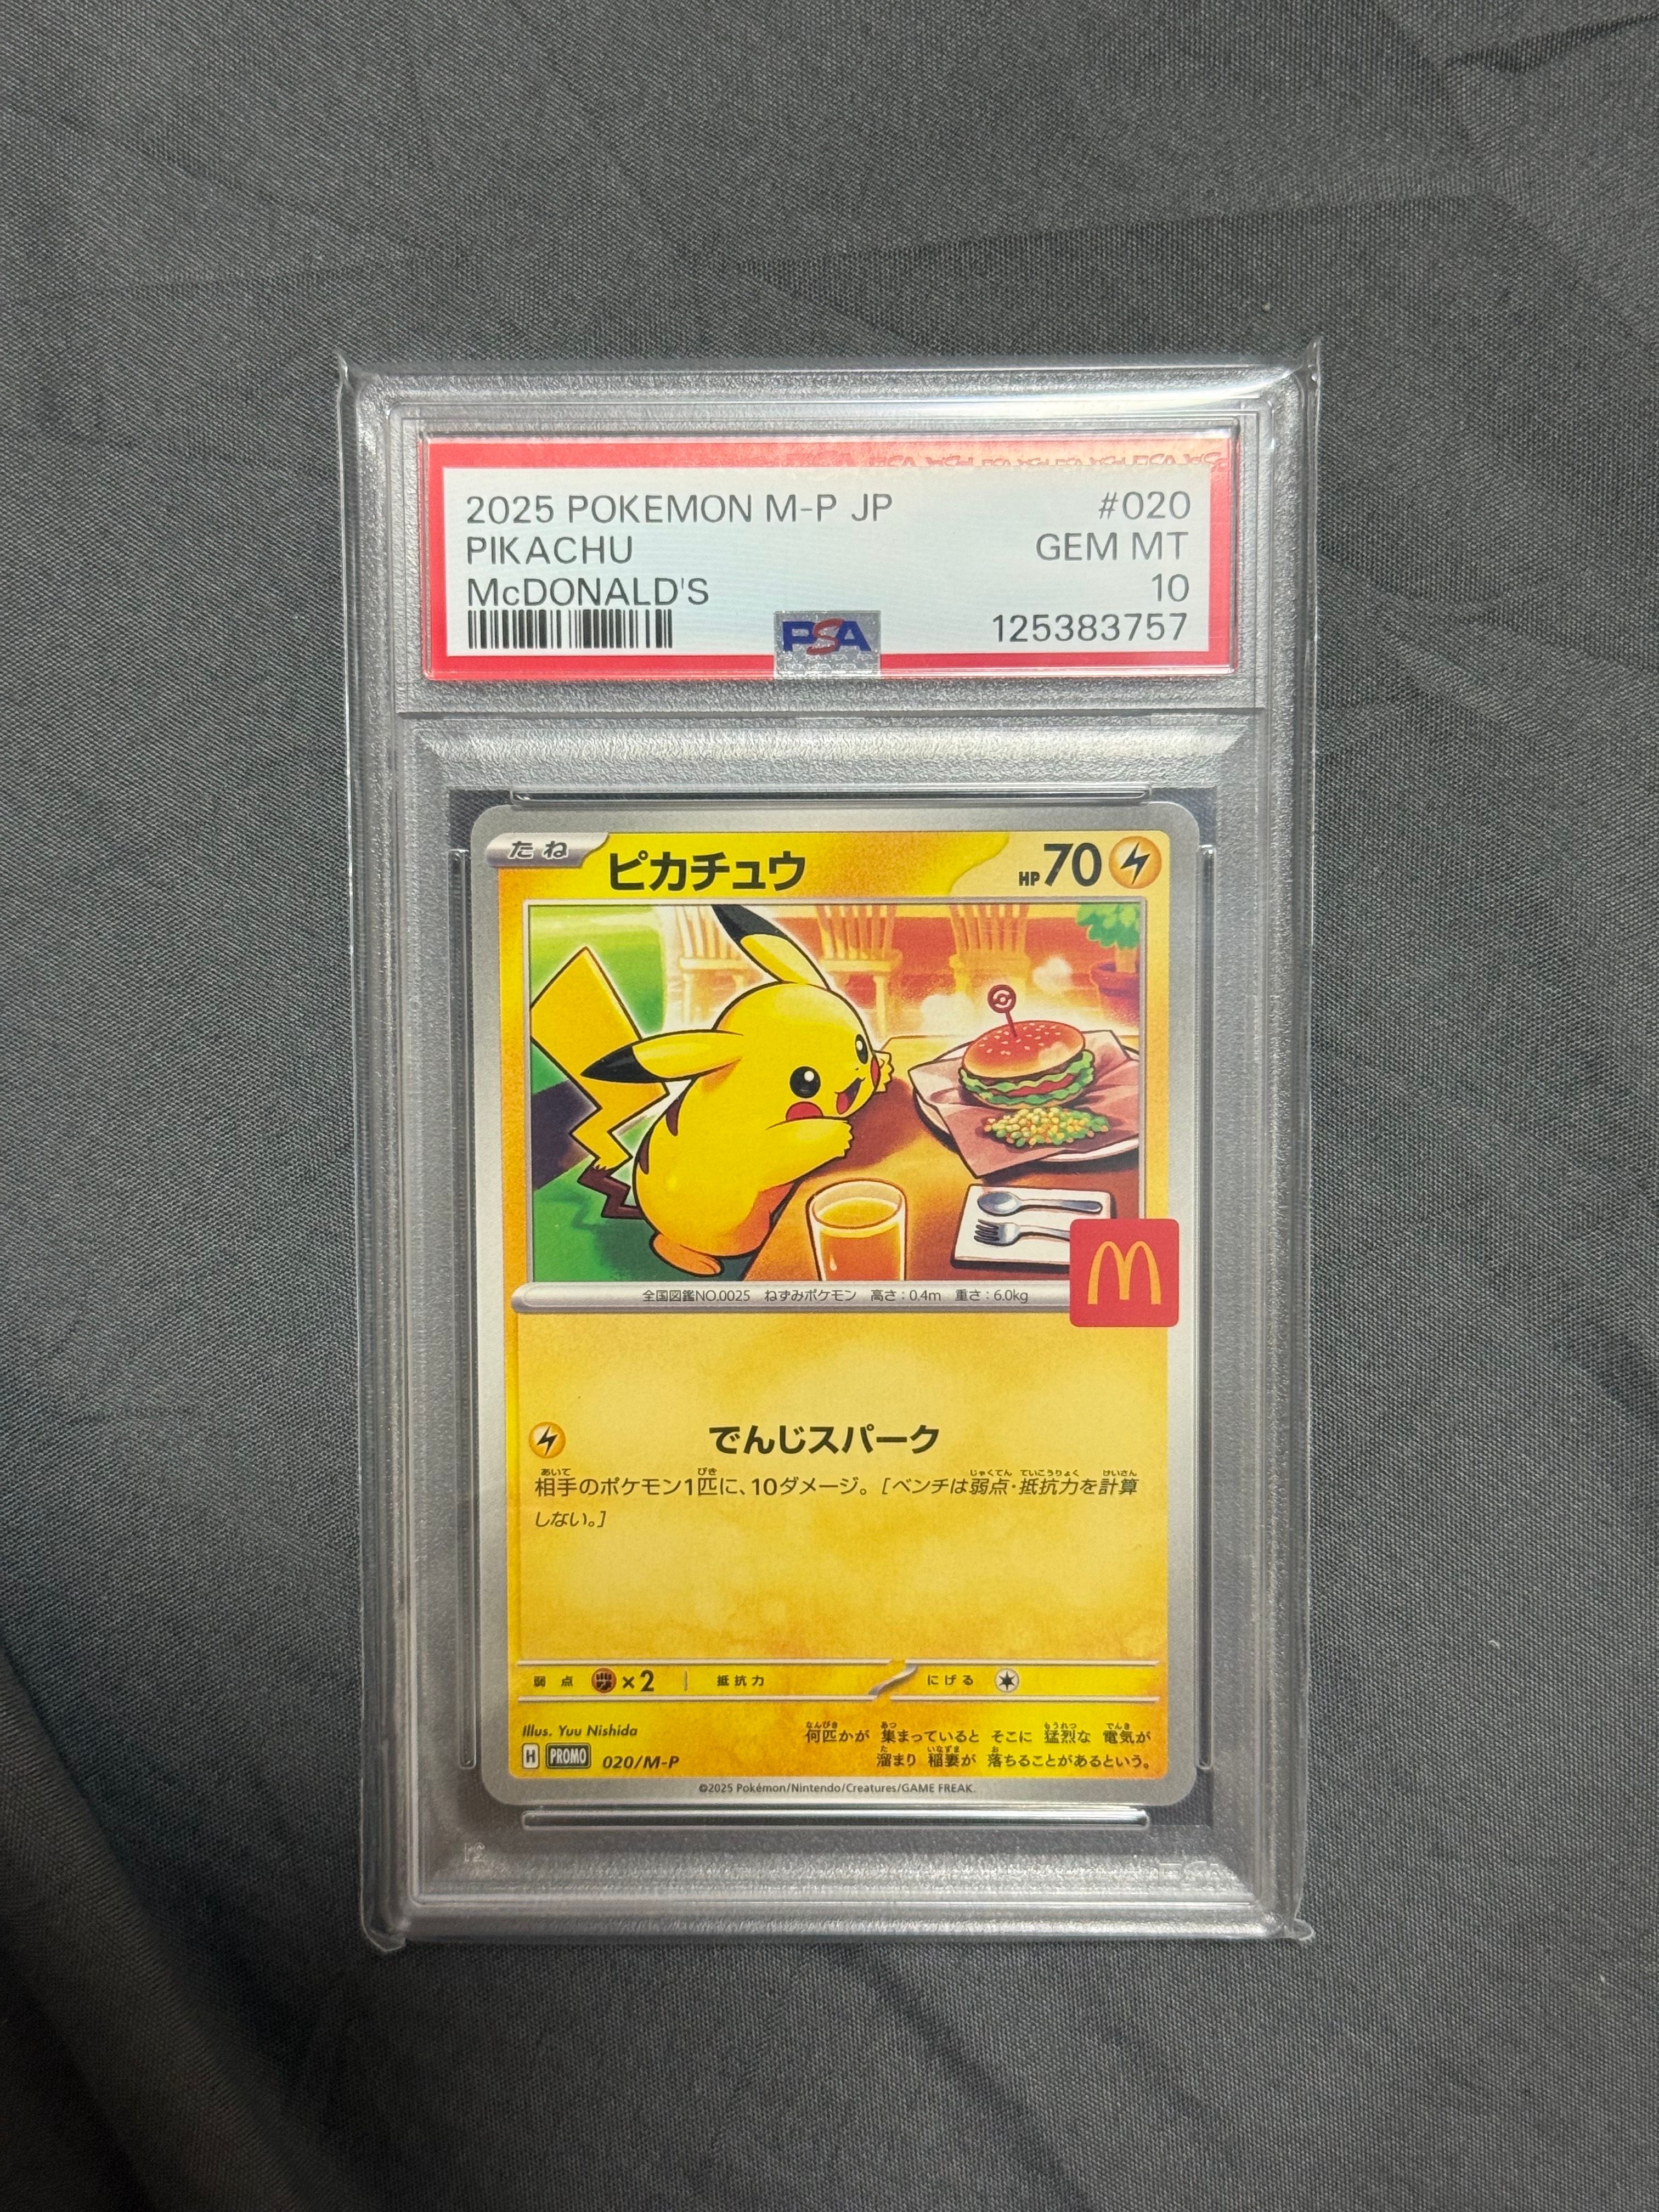 2025 POKEMON M-P JP #020
PIKACHU GEM MT
McDONALD'S 10
PSA 125383757
たね ピカチュウ HP70
全国図鑑NO.0025 ねずみポケモン 高さ:0.4m 重さ:6.0kg
でんじスパーク
相手のポケモン1匹に、10ダメージ。[ベンチは弱点・抵抗力を計算
しない。]
弱点 ×2 抵抗力 にげる
Illus. Yuu Nishida
何匹かが 集まっていると そこに 猛烈な 電気が
溜まり 稲妻が 落ちることがあるという。
H PROMO 020/M-P
©2025 Pokémon/Nintendo/Creatures/GAME FREAK.